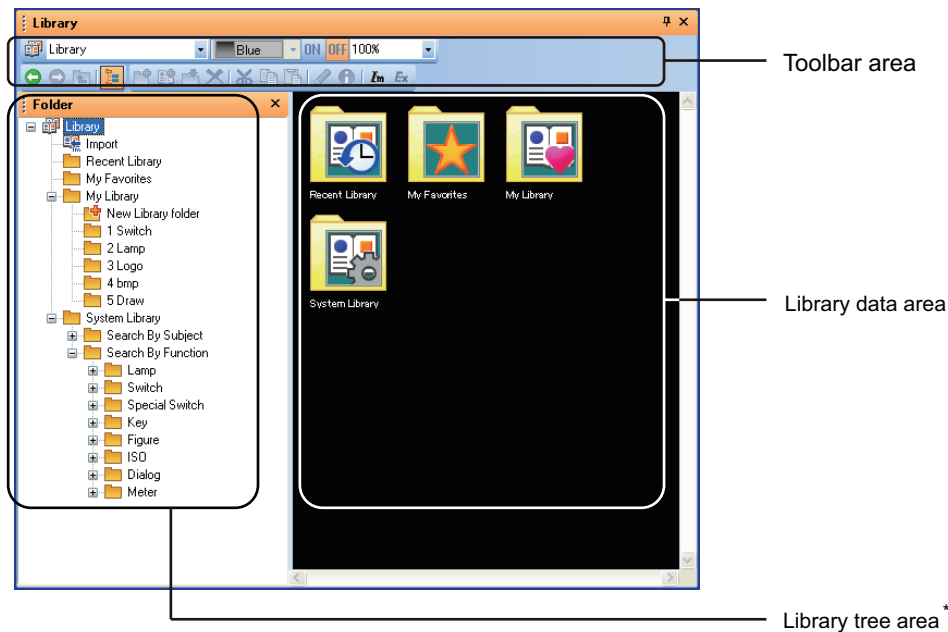 Library
Library Blue ON OFF 100%
Im Ex
Toolbar area
Folder
Library
Import
Recent Library
My Favorites
My Library
New Library folder
1 Switch
2 Lamp
3 Logo
4 bmp
5 Draw
System Library
Search By Subject
Search By Function
Lamp
Switch
Special Switch
Key
Figure
ISO
Dialog
Meter
Recent Library My Favorites My Library
System Library
Library data area
Library tree area*